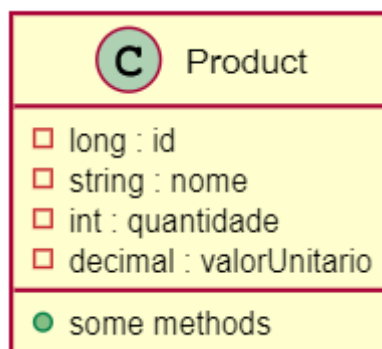 C Product
long : id
string : nome
int : quantidade
decimal : valorUnitario
some methods